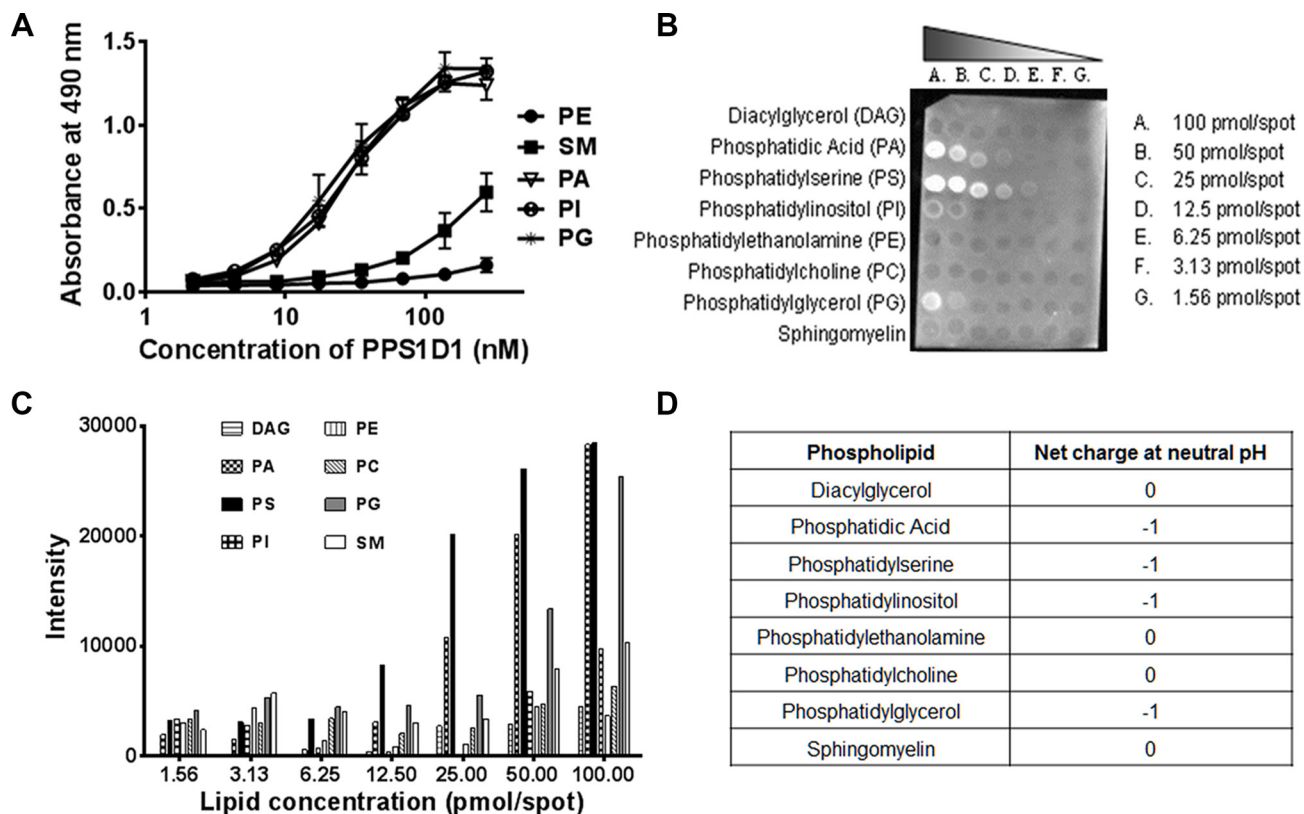 A
Absorbance at 490 nm
1.5
1.0
0.5
0.0
1 10 100
Concentration of PPS1D1 (nM)
PE
SM
PA
PI
PG
B
A. B. C. D. E. F. G.
Diacylglycerol (DAG)
Phosphatidic Acid (PA)
Phosphatidylserine (PS)
Phosphatidylinositol (PI)
Phosphatidylethanolamine (PE)
Phosphatidylcholine (PC)
Phosphatidylglycerol (PG)
Sphingomyelin
A. 100 pmol/spot
B. 50 pmol/spot
C. 25 pmol/spot
D. 12.5 pmol/spot
E. 6.25 pmol/spot
F. 3.13 pmol/spot
G. 1.56 pmol/spot
C
Intensity
30000
20000
10000
0
DAG PE
PA PC
PS PG
PI SM
1.56 3.13 6.25 12.50 25.00 50.00 100.00
Lipid concentration (pmol/spot)
D
Phospholipid Net charge at neutral pH
Diacylglycerol 0
Phosphatidic Acid -1
Phosphatidylserine -1
Phosphatidylinositol -1
Phosphatidylethanolamine 0
Phosphatidylcholine 0
Phosphatidylglycerol -1
Sphingomyelin 0